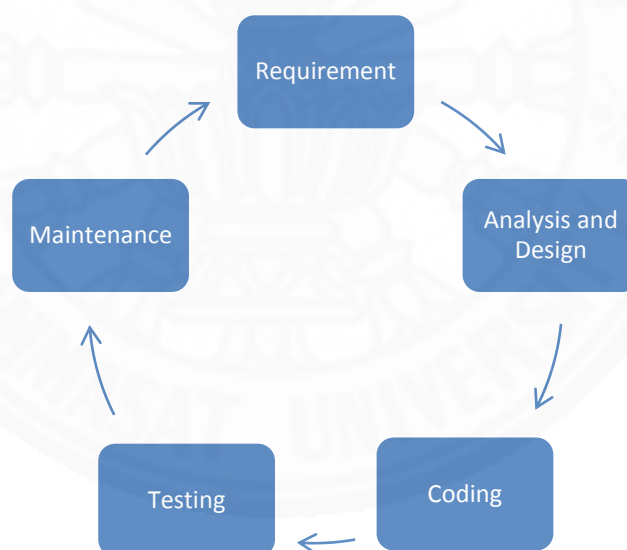 Requirement
Analysis and
Design
Coding
Testing
Maintenance